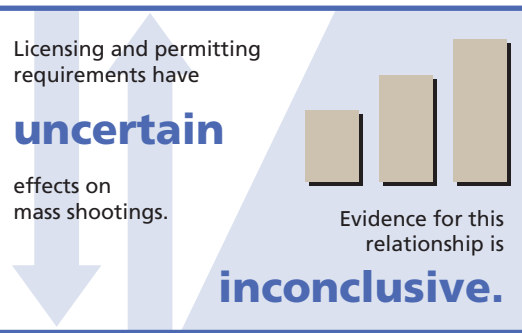 Licensing and permitting
requirements have
uncertain
effects on
mass shootings.
Evidence for this
relationship is
inconclusive.